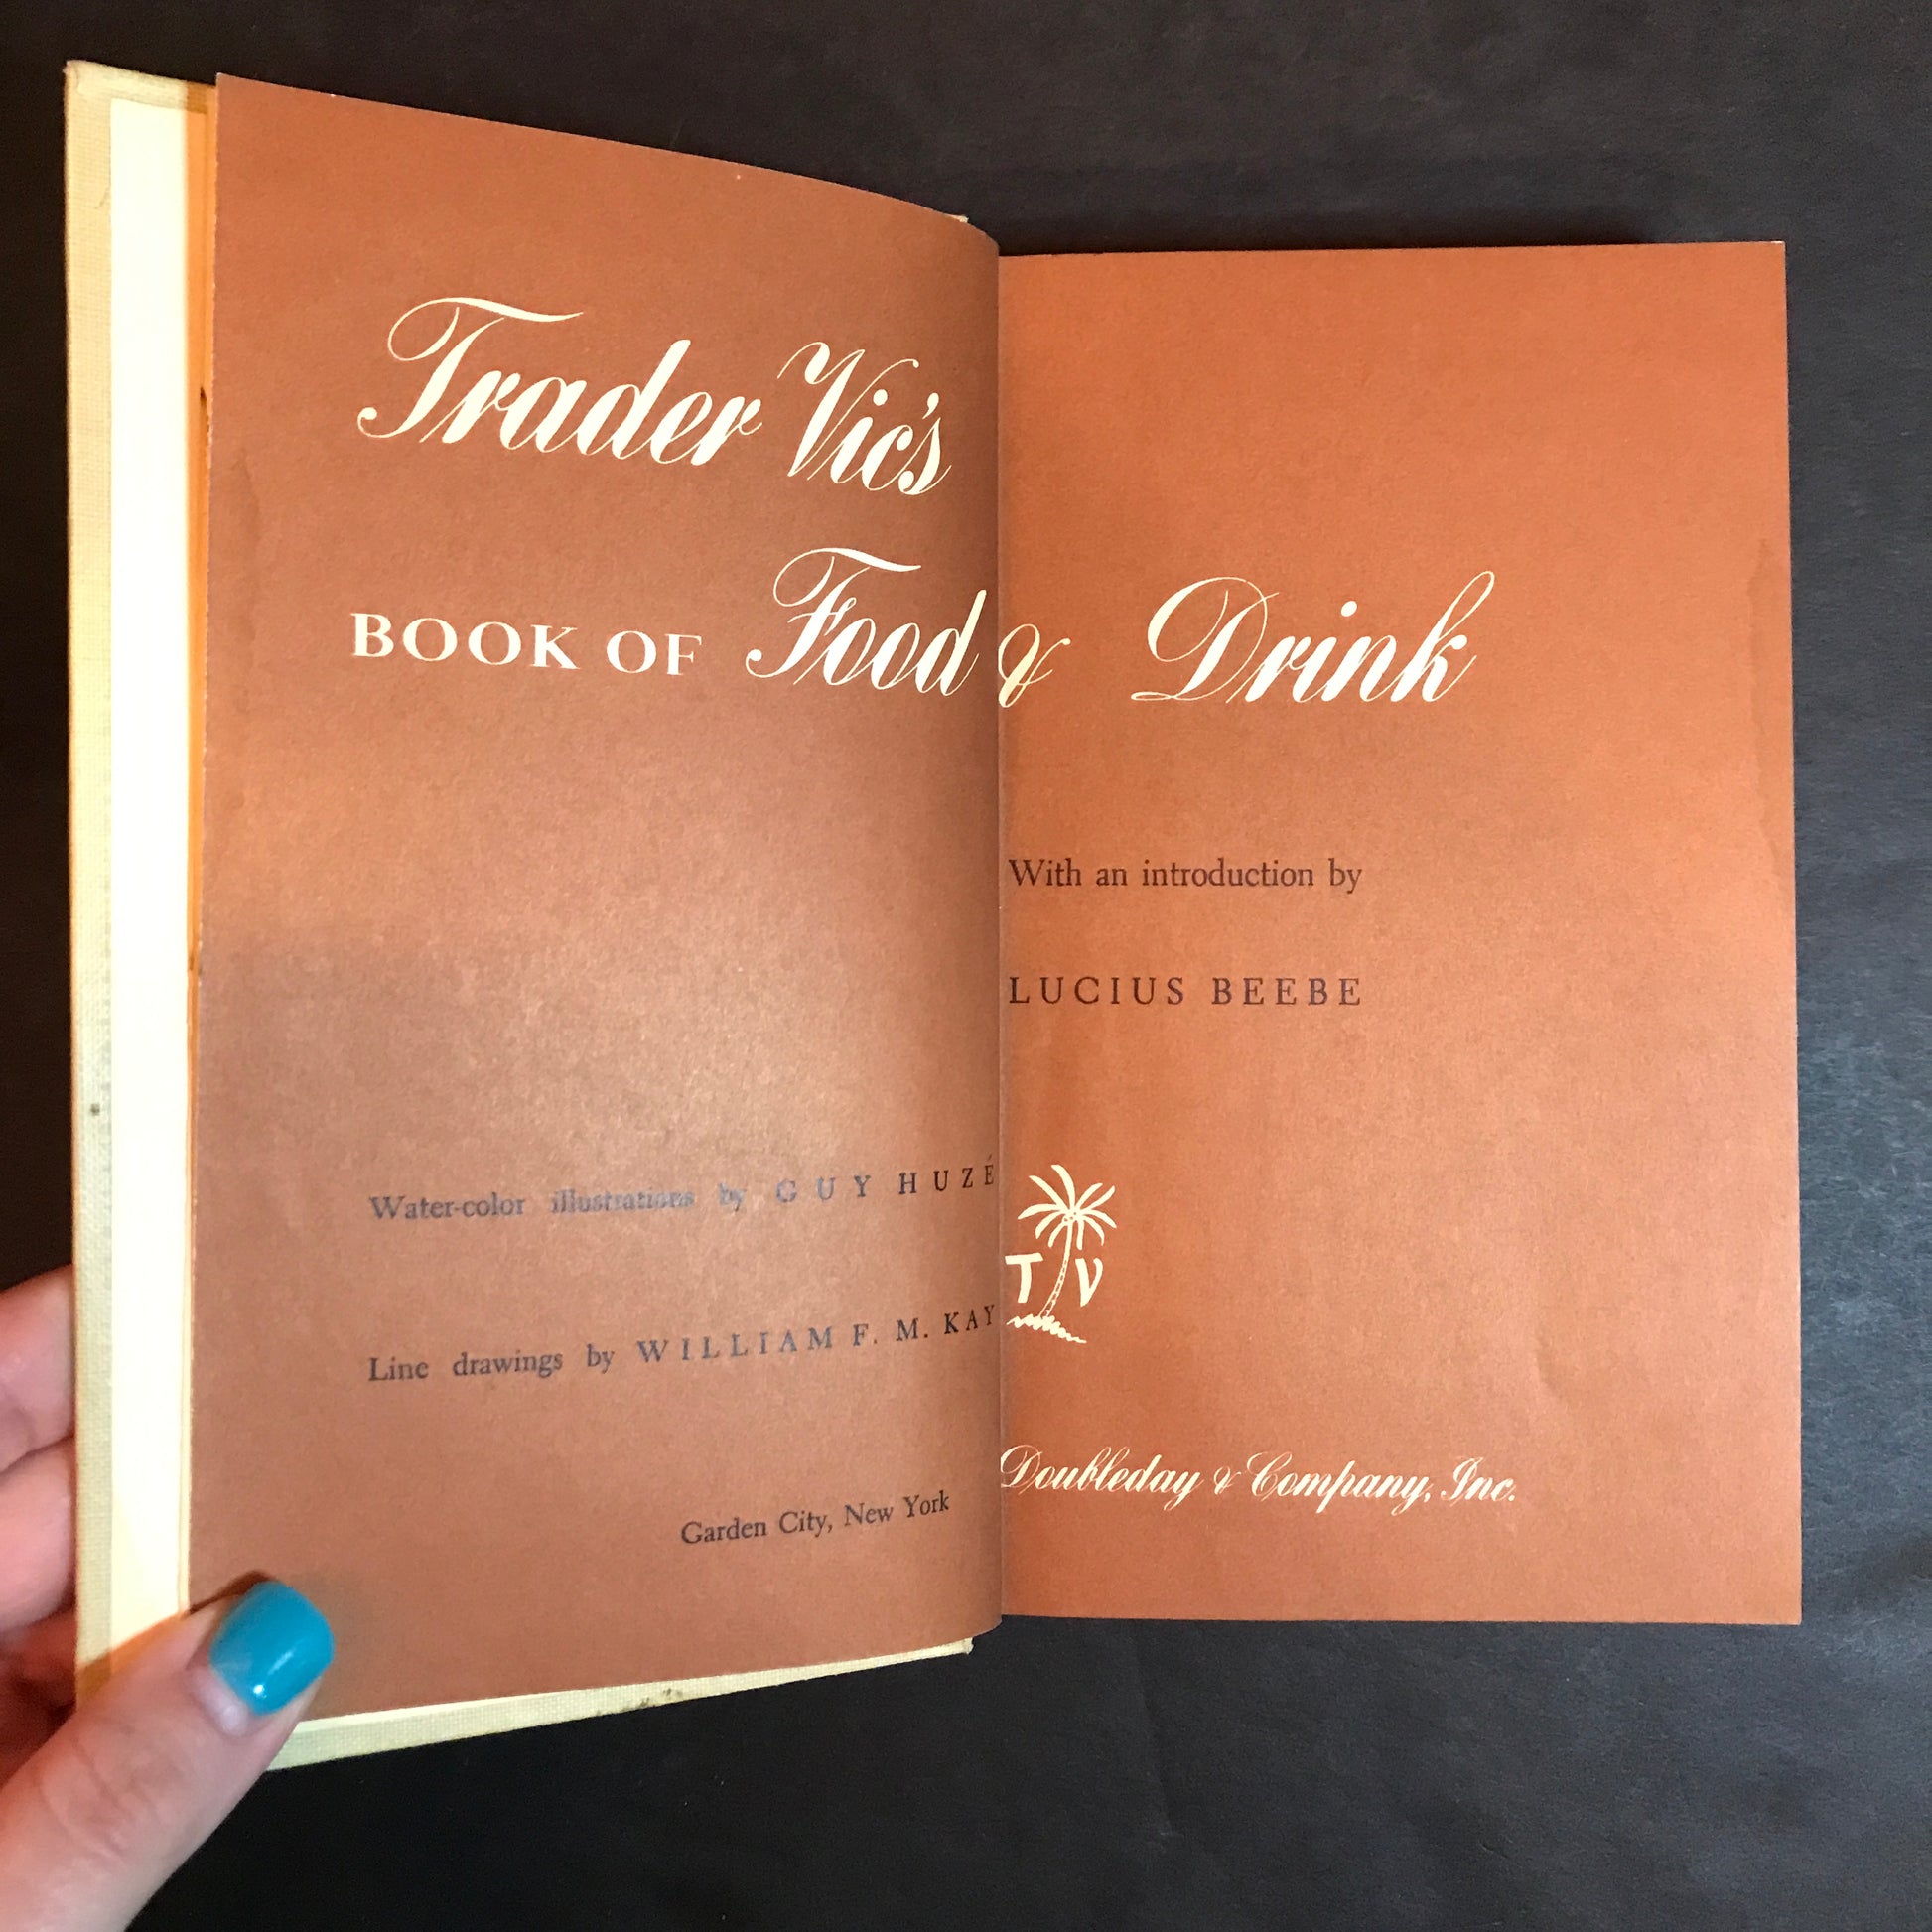 Trader Vic's
BOOK OF Food & Drink
With an introduction by
LUCIUS BEEBE
Water-color illustrations by GUY HUZÉ
Line drawings by WILLIAM F. M. KAY
T V
Garden City, New York
Doubleday & Company, Inc.